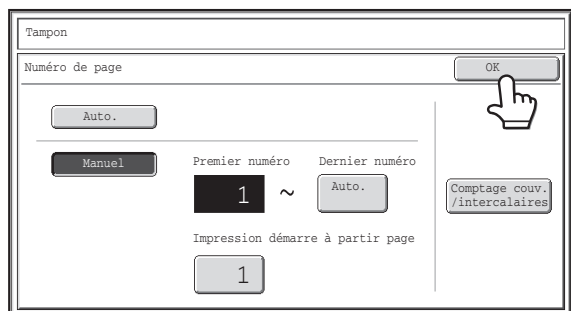 Tampon
Numéro de page
OK
Auto.
Manuel
Premier numéro
Dernier numéro
1
~
Auto.
Comptage couv.
/intercalaires
Impression démarre à partir page
1